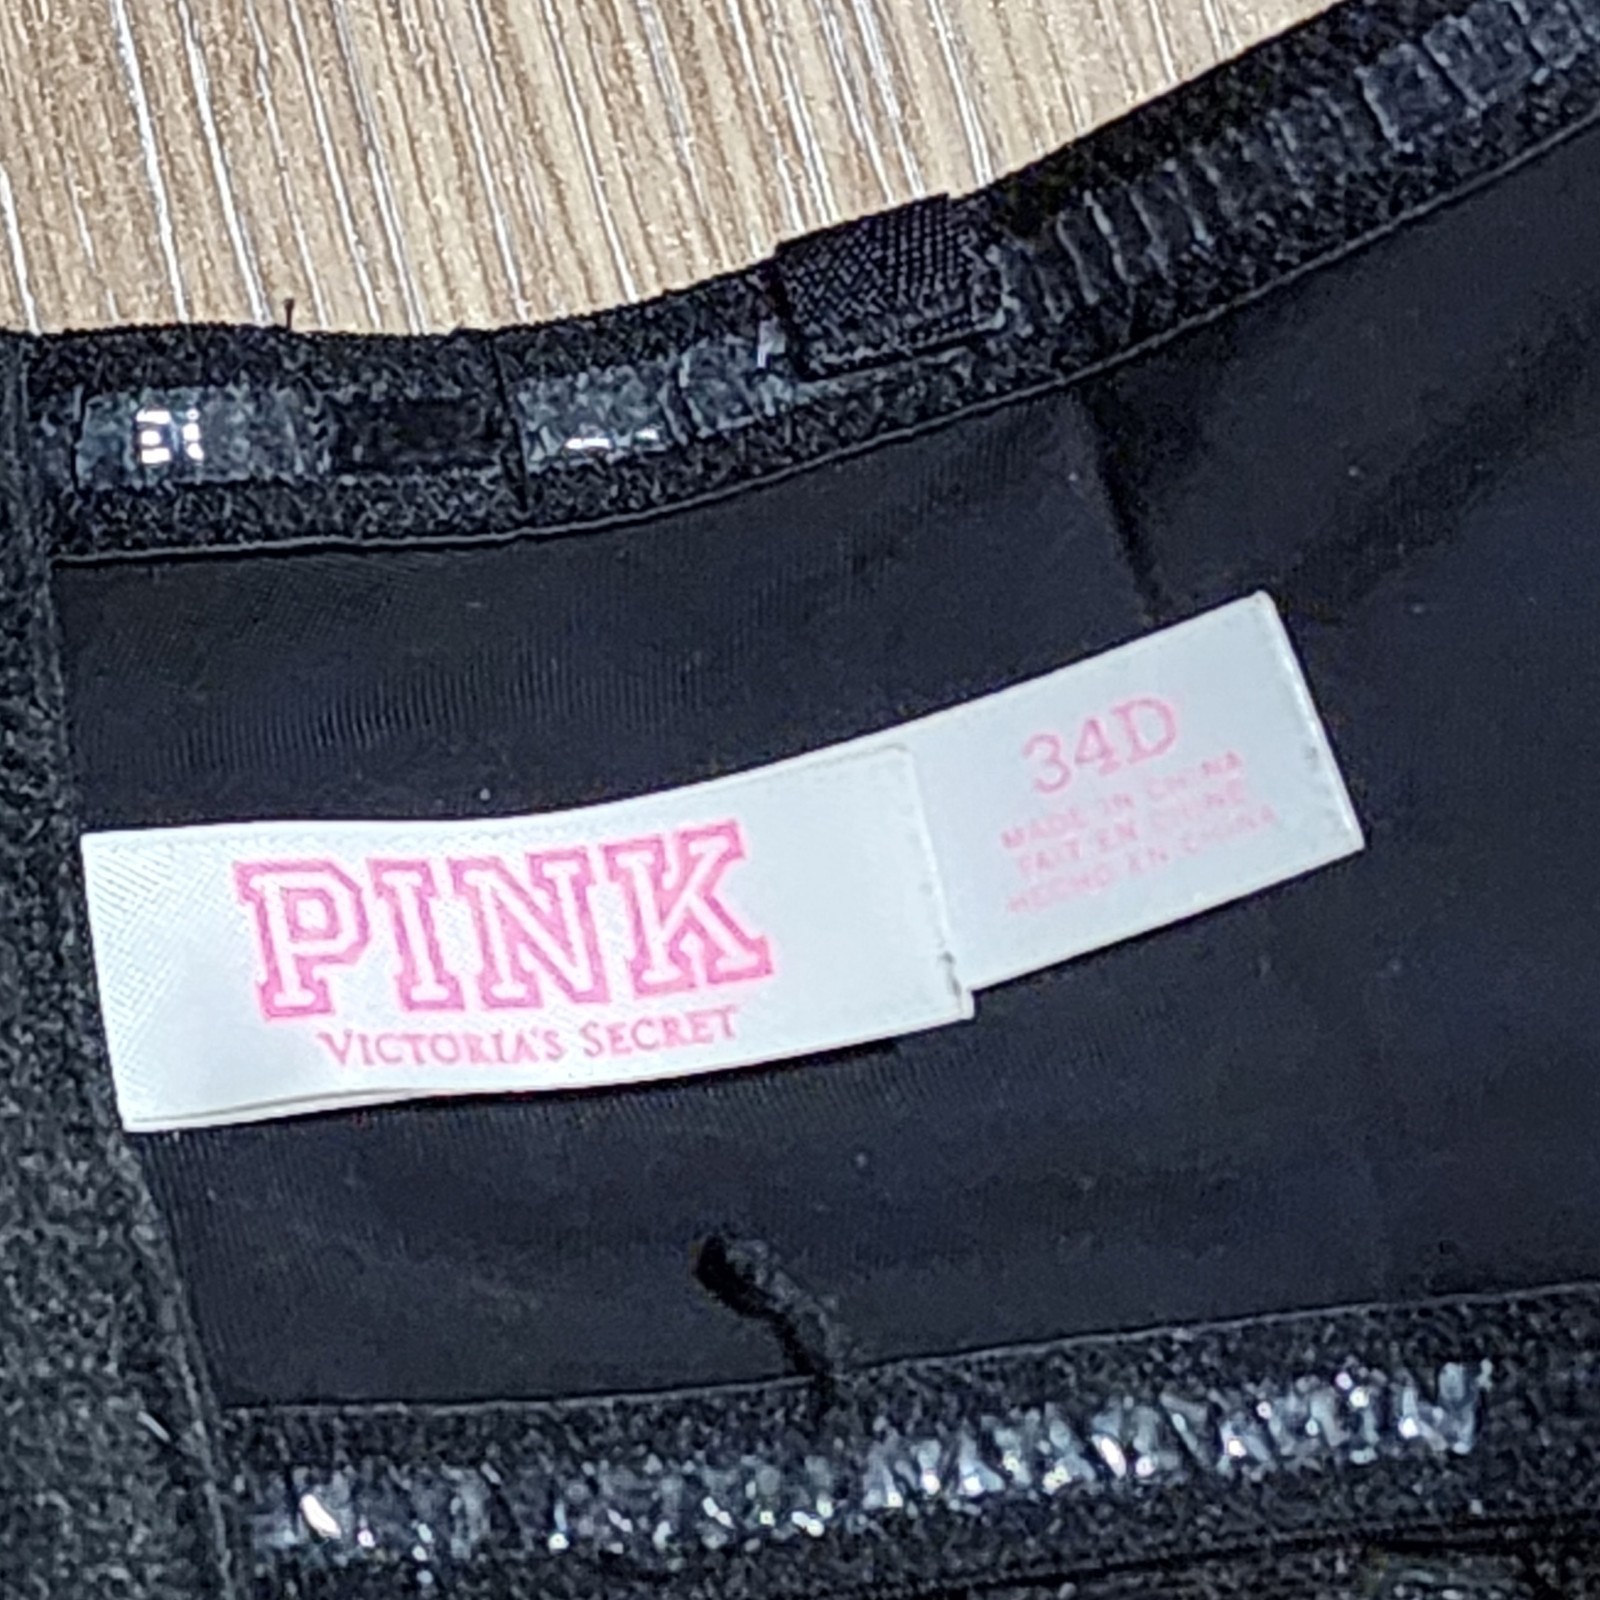 PINK
VICTORIA'S SECRET
34D
MADE IN CHINA
FAIT EN CHINE
HECHO EN CHINA